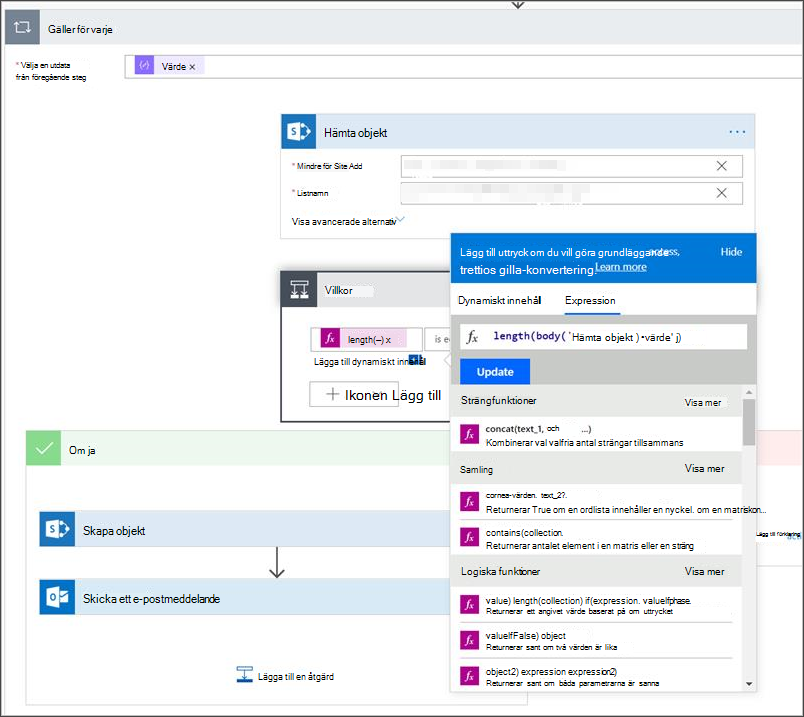 Gäller för varje
* Välja en utdata
från föregående steg
Värde ×
Hämta objekt
* Mindre för Site Add
* Listnamn
Visa avancerade alternativ
Lägg till uttryck om du vill göra grundläggande access,
trettios gilla-konvertering. Learn more
Hide
Dynamiskt innehåll
Expression
length(body('Hämta objekt )•värde' j)
Update
Villkor
length(–) x
is e
Lägga till dynamiskt innehåll
Ikonen Lägg till
Strängfunktioner
Visa mer
concat(text_1, och ...)
Kombinerar val valfria antal strängar tillsammans
Samling
Visa mer
cornea-värden. text_2?.
Returnerar True om en ordlista innehåller en nyckel. om en matriskon...
contains(collection.
Returnerar antalet element i en matris eller en sträng
Logiska funktioner
Visa mer
value) length(collection) if(expression. valueIfphase.
Returnerar ett angivet värde baserat på om uttrycket
valueIfFalse) object
Returnerar sant om två värden är lika
object2) expression expression2)
Returnerar sant om båda parametrarna är sanna
Om ja
Lägg till förklaring
Skapa objekt
Skicka ett e-postmeddelande
Lägga till en åtgärd